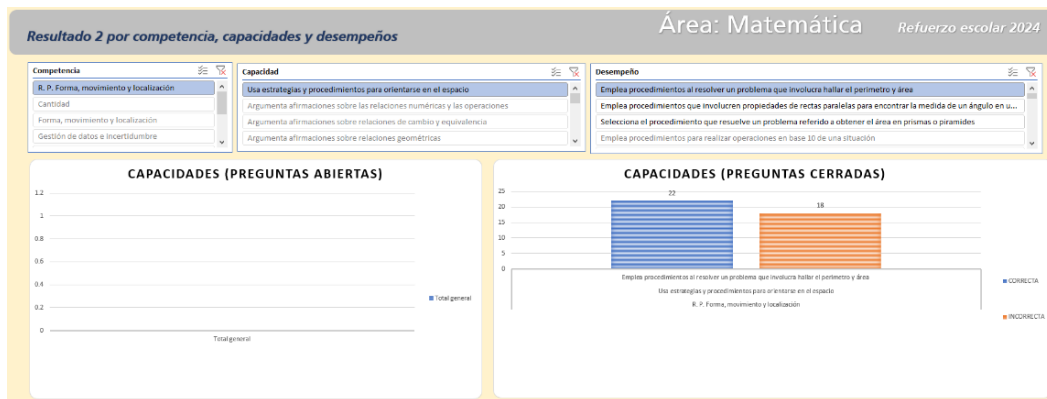 Área: Matemática
Refuerzo escolar 2024
Resultado 2 por competencia, capacidades y desempeños
Competencia
R. P. Forma, movimiento y localización
Cantidad
Forma, movimiento y localización
Gestión de datos e incertidumbre
Capacidad
Usa estrategias y procedimientos para orientarse en el espacio
Argumenta afirmaciones sobre las relaciones numéricas y las operaciones
Argumenta afirmaciones sobre relaciones de cambio y equivalencia
Argumenta afirmaciones sobre relaciones geométricas
Desempeño
Emplea procedimientos al resolver un problema que involucra hallar el perimetro y área
Emplea procedimientos que involucren propiedades de rectas paralelas para encontrar la medida de un ángulo en u...
Selecciona el procedimiento que resuelve un problema referido a obtener el área en prismas o piramides
Emplea procedimientos para realizar operaciones en base 10 de una situación
CAPACIDADES (PREGUNTAS ABIERTAS)
1.2
1
0.8
0.6
0.4
0.2
0
Total general
Total general
CAPACIDADES (PREGUNTAS CERRADAS)
25
20
15
10
5
0
22
18
Emplea procedimientos al resolver un problema que involucra hallar el perimetro y área
Usa estrategias y procedimientos para orientarse en el espacio
R. P. Forma, movimiento y localización
CORRECTA
INCORRECTA